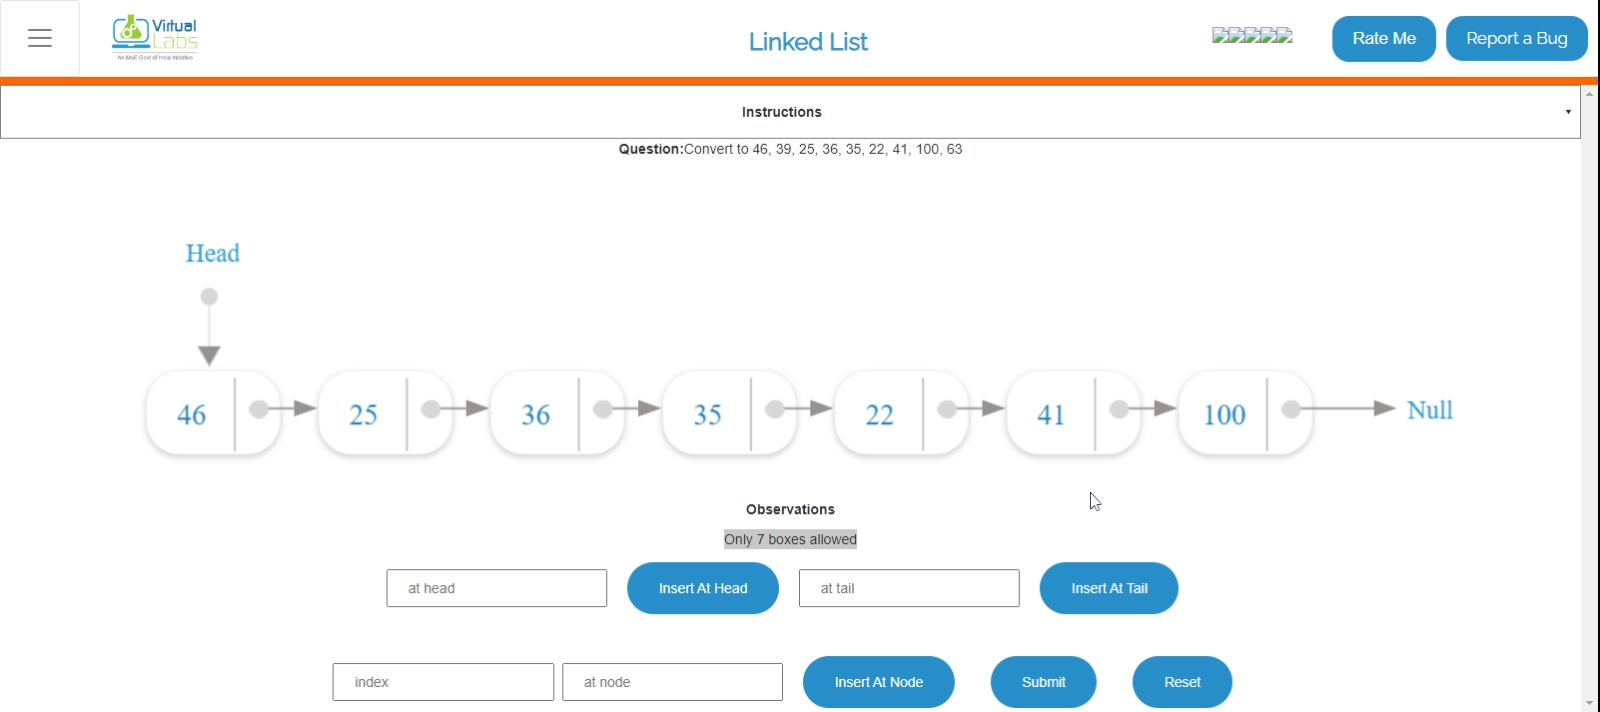 Virtual
Labs
An MoE Govt of India Initiative
Linked List
Rate Me
Report a Bug
Instructions
Question:Convert to 46, 39, 25, 36, 35, 22, 41, 100, 63
Head
46 25 36 35 22 41 100 Null
Observations
Only 7 boxes allowed
at head Insert At Head at tail Insert At Tail
index at node Insert At Node Submit Reset